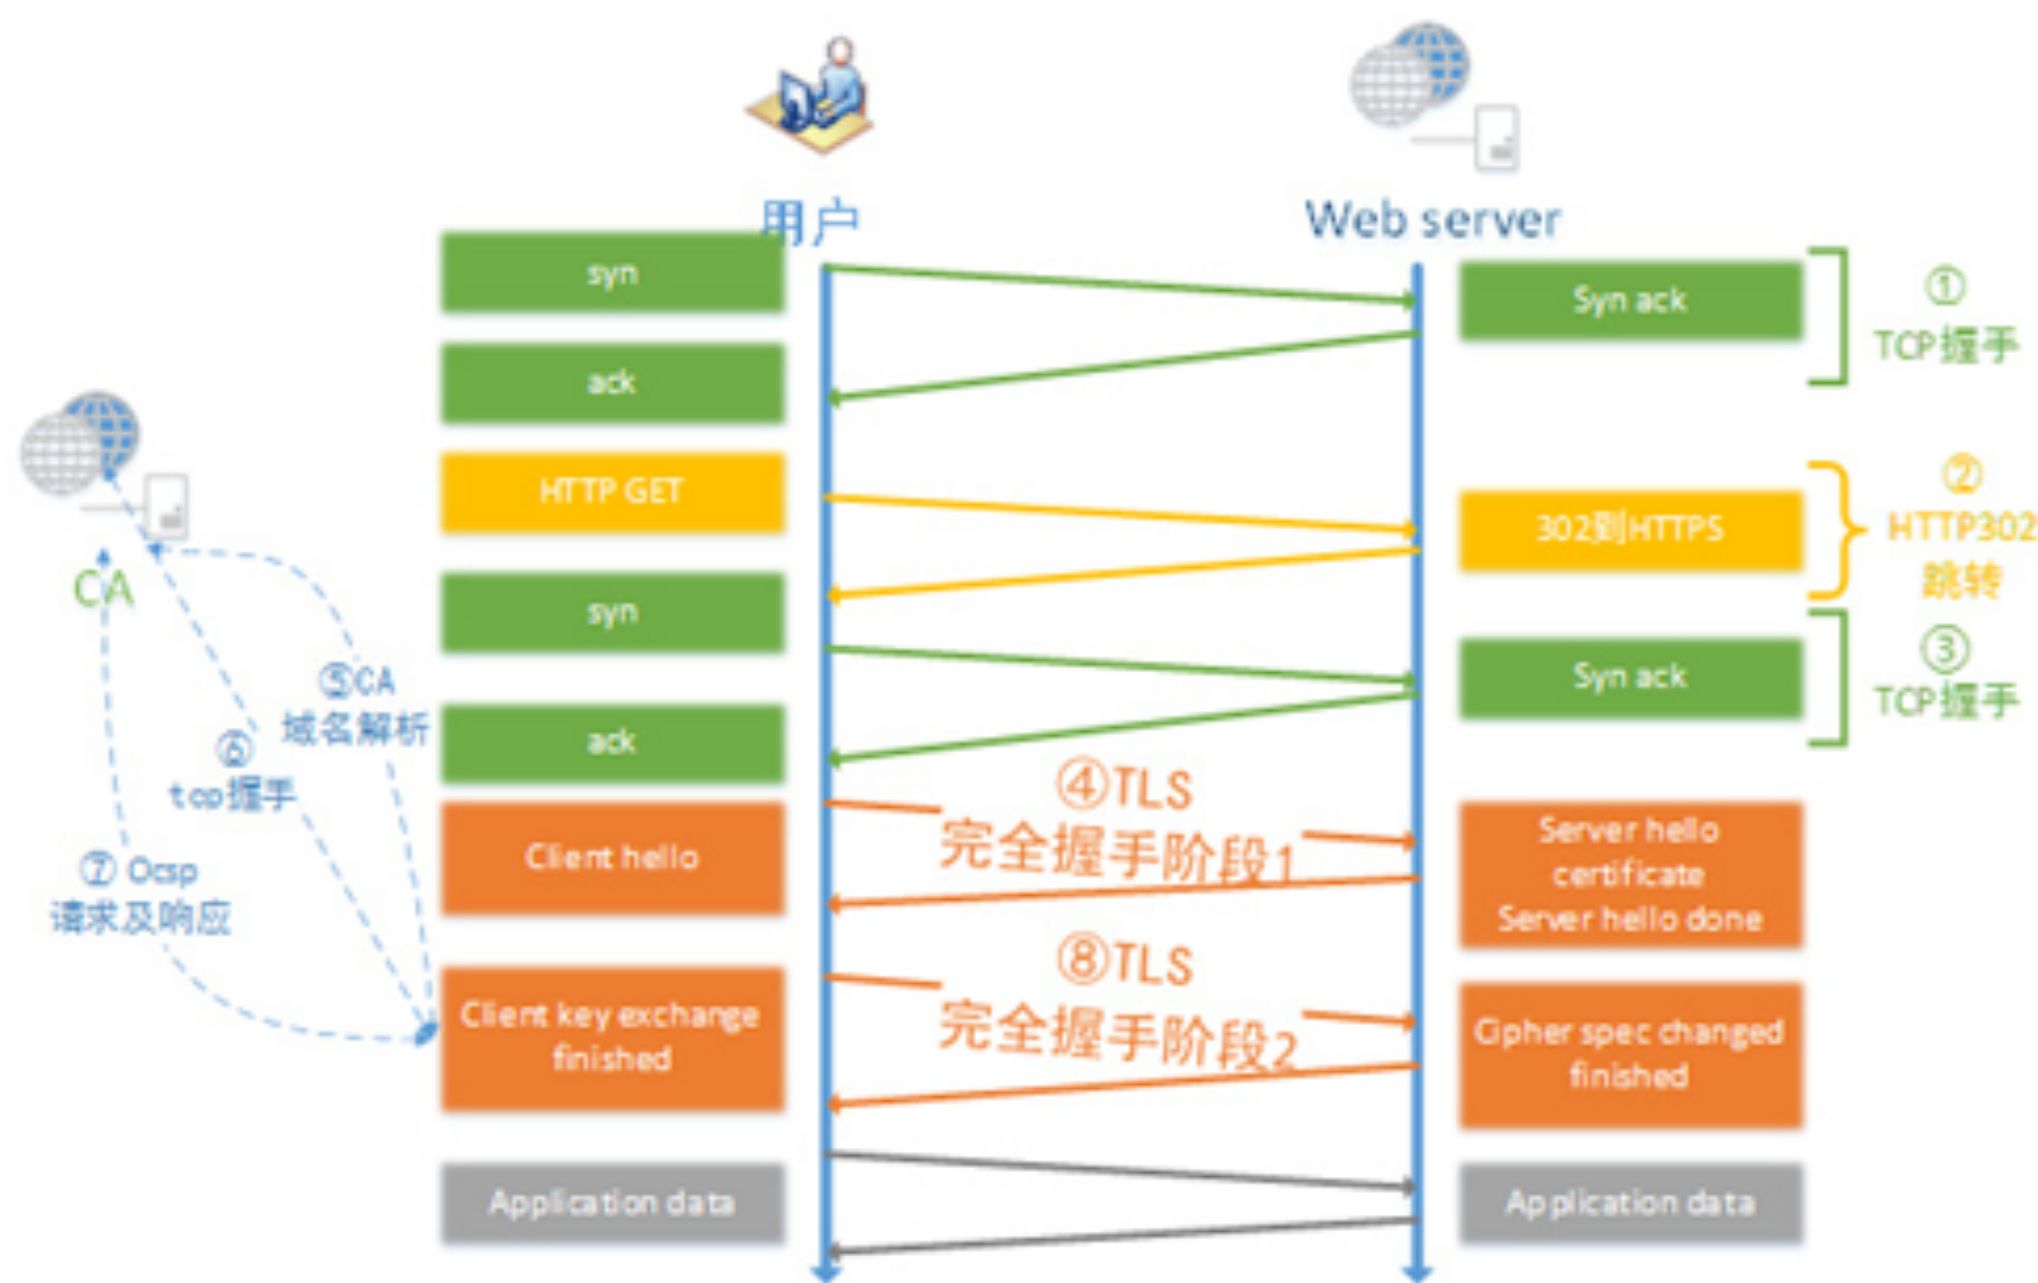 用户
Web server
syn
Syn ack
①
TCP握手
ack
HTTP GET
302到HTTPS
②
HTTP302
跳转
CA
syn
Syn ack
③
TCP握手
⑤CA
域名解析
⑥
tcp握手
ack
④TLS
完全握手阶段1
Client hello
Server hello
certificate
Server hello done
⑦ Ocsp
请求及响应
⑧TLS
完全握手阶段2
Client key exchange
finished
Cipher spec changed
finished
Application data
Application data